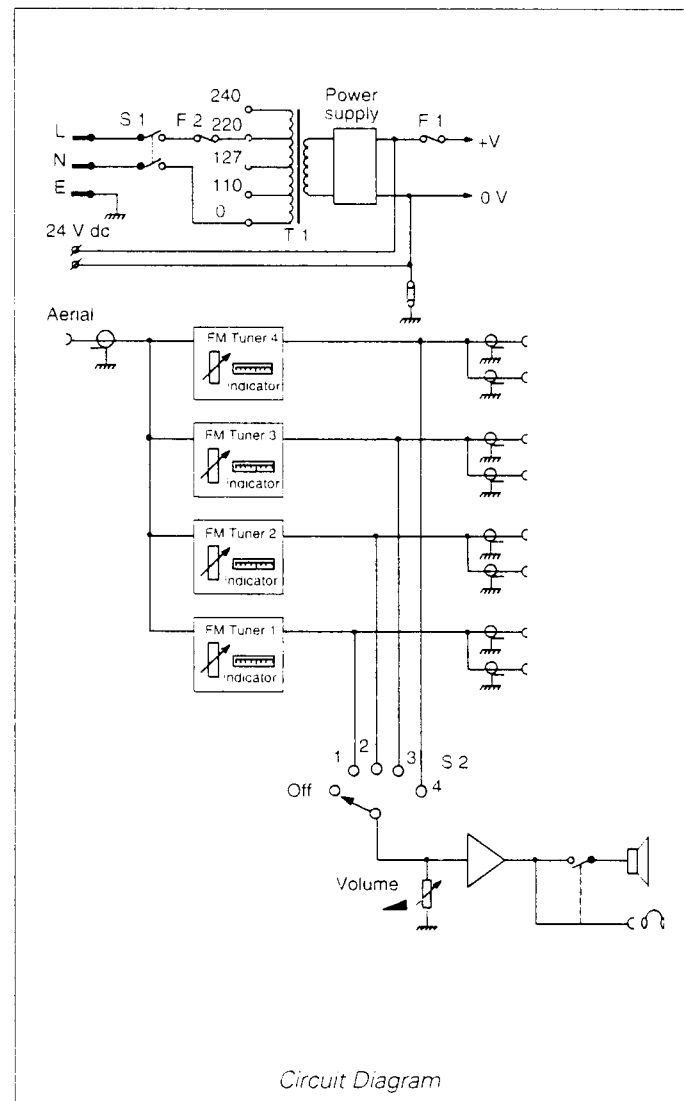 240
Power
supply
S 1
F 2
220
F 1
L
+V
127
N
110
E
0 V
0
T 1
24 V dc
Aerial
FM Tuner 4
Indicator
FM Tuner 3
Indicator
FM Tuner 2
Indicator
FM Tuner 1
Indicator
1
2
3
S 2
Off
4
Volume
Circuit Diagram